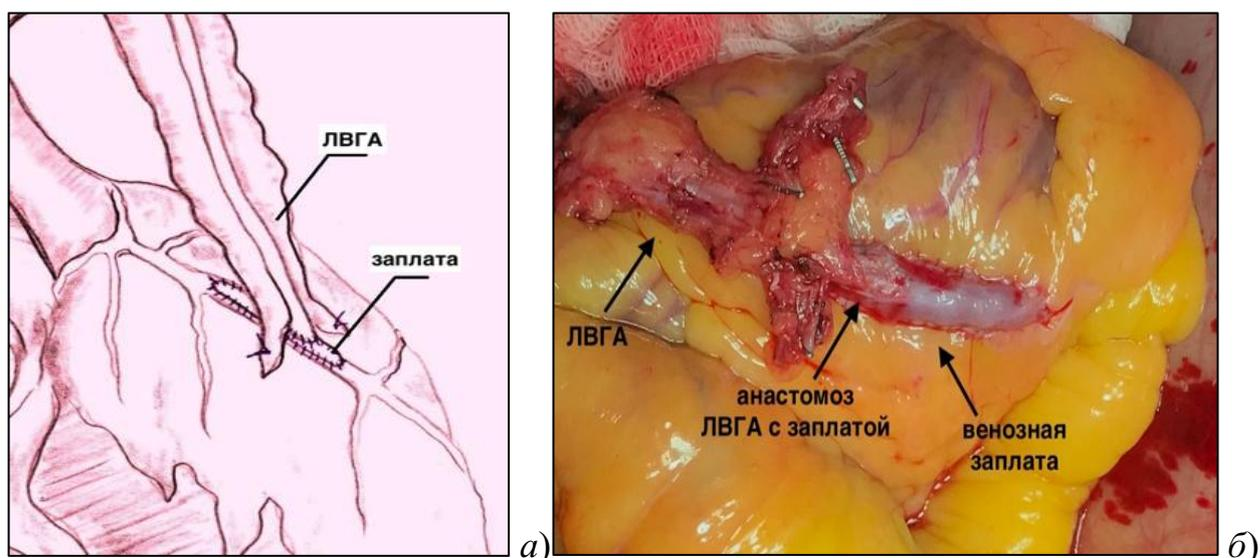 ЛВГА
заплата
а)
ЛВГА
анастомоз
ЛВГА с заплатой
венозная
заплата
б)